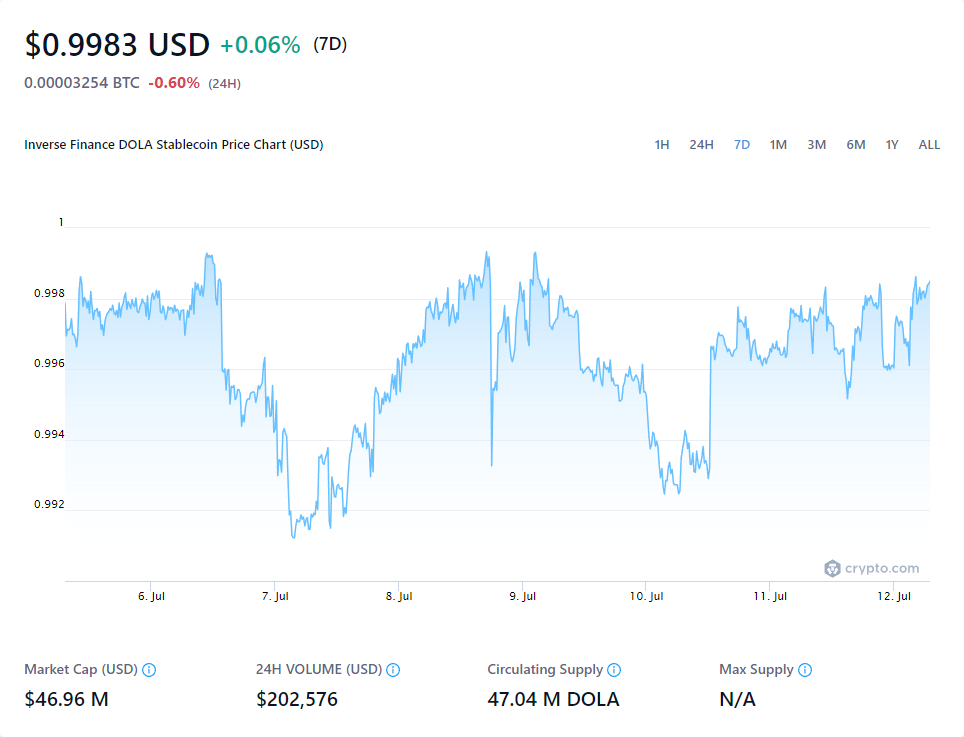 $0.9983 USD +0.06% (7D)
0.00003254 BTC -0.60% (24H)
Inverse Finance DOLA Stablecoin Price Chart (USD) 1H 24H 7D 1M 3M 6M 1Y ALL
1
0.998
0.996
0.994
0.992
crypto.com
6. Jul 7. Jul 8. Jul 9. Jul 10. Jul 11. Jul 12. Jul
Market Cap (USD) 24H VOLUME (USD) Circulating Supply Max Supply
$46.96 M $202,576 47.04 M DOLA N/A